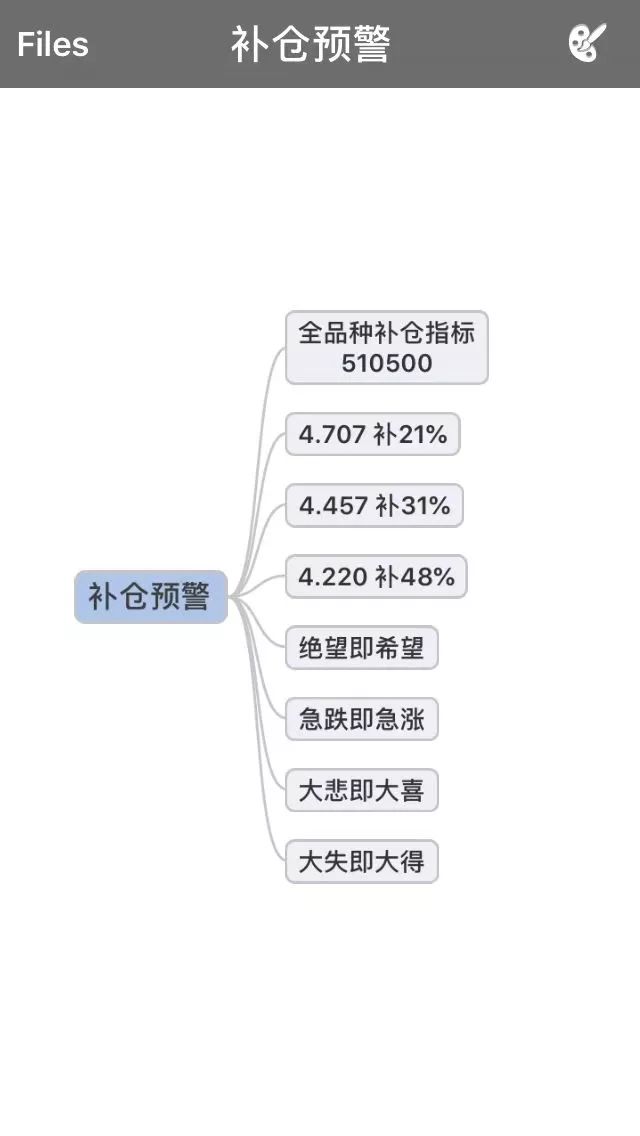 Files
补仓预警
补仓预警
全品种补仓指标
510500
4.707 补21%
4.457 补31%
4.220 补48%
绝望即希望
急跌即急涨
大悲即大喜
大失即大得